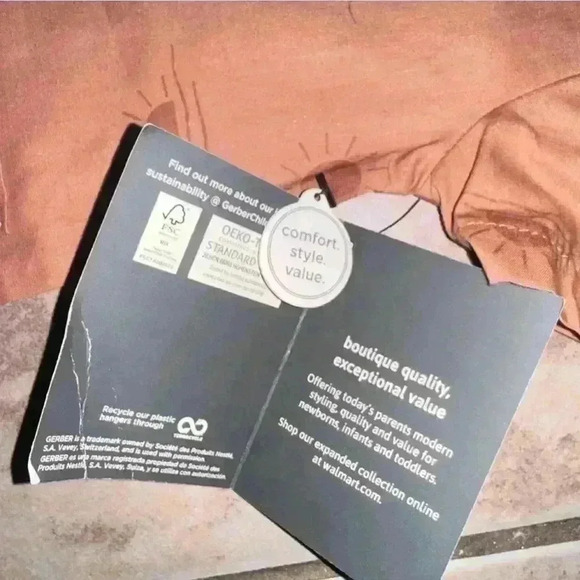 Find out more about our
sustainability @ GerberChil
FSC
MIX
OEKO-T
STANDARD
comfort.
style.
value.
Recycle our plastic
hangers through
TERRACYCLE
GERBER is a trademark owned by Société des Produits Nestlé,
S.A. Vevey, Switzerland, and is used with permission.
GERBER es una marca registrada propiedad de Société des
Produits Nestlé, S.A. Vevey, Suiza, y se utiliza con autorización.
boutique quality,
exceptional value
Offering today's parents modern
styling, quality and value for
newborns, infants and toddlers.
Shop our expanded collection online
at walmart.com.